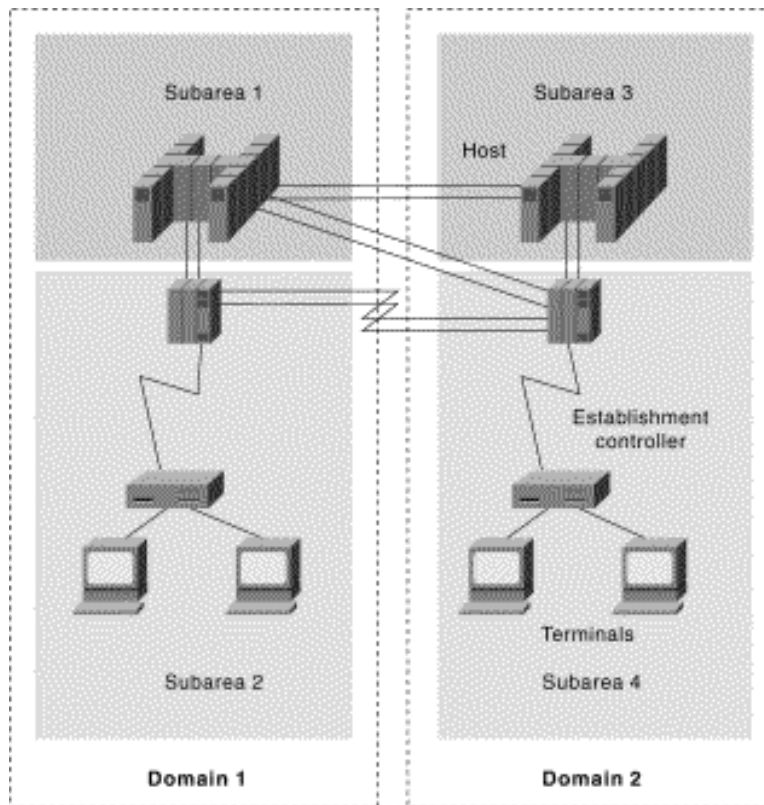 Subarea 1
Subarea 3
Host
Establishment
controller
Terminals
Subarea 2
Subarea 4
Domain 1
Domain 2